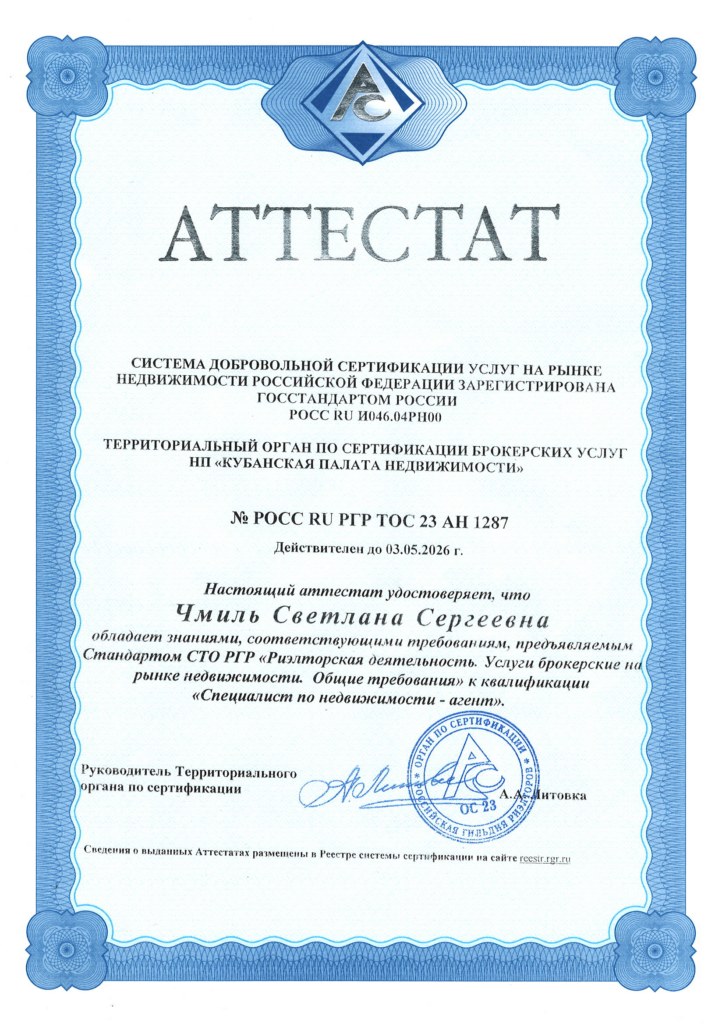 АС
АТТЕСТАТ
СИСТЕМА ДОБРОВОЛЬНОЙ СЕРТИФИКАЦИИ УСЛУГ НА РЫНКЕ
НЕДВИЖИМОСТИ РОССИЙСКОЙ ФЕДЕРАЦИИ ЗАРЕГИСТРИРОВАНА
ГОССТАНДАРТОМ РОССИИ
РОСС RU И046.04РН00
ТЕРРИТОРИАЛЬНЫЙ ОРГАН ПО СЕРТИФИКАЦИИ БРОКЕРСКИХ УСЛУГ
НП «КУБАНСКАЯ ПАЛАТА НЕДВИЖИМОСТИ»
№ РОСС RU РГР ТОС 23 АН 1287
Действителен до 03.05.2026 г.
Настоящий аттестат удостоверяет, что
Чмиль Светлана Сергеевна
обладает знаниями, соответствующими требованиям, предъявляемым
Стандартом СТО РГР «Риэлторская деятельность. Услуги брокерские на
рынке недвижимости. Общие требования» к квалификации
«Специалист по недвижимости - агент».
ОРГАН ПО СЕРТИФИКАЦИИ
РОССИЙСКАЯ ГИЛЬДИЯ РИЭЛТОРОВ
АС
ОС 23
Руководитель Территориального
органа по сертификации
А.А. Литовка
Сведения о выданных Аттестатах размещены в Реестре системы сертификации на сайте reestr.rgr.ru